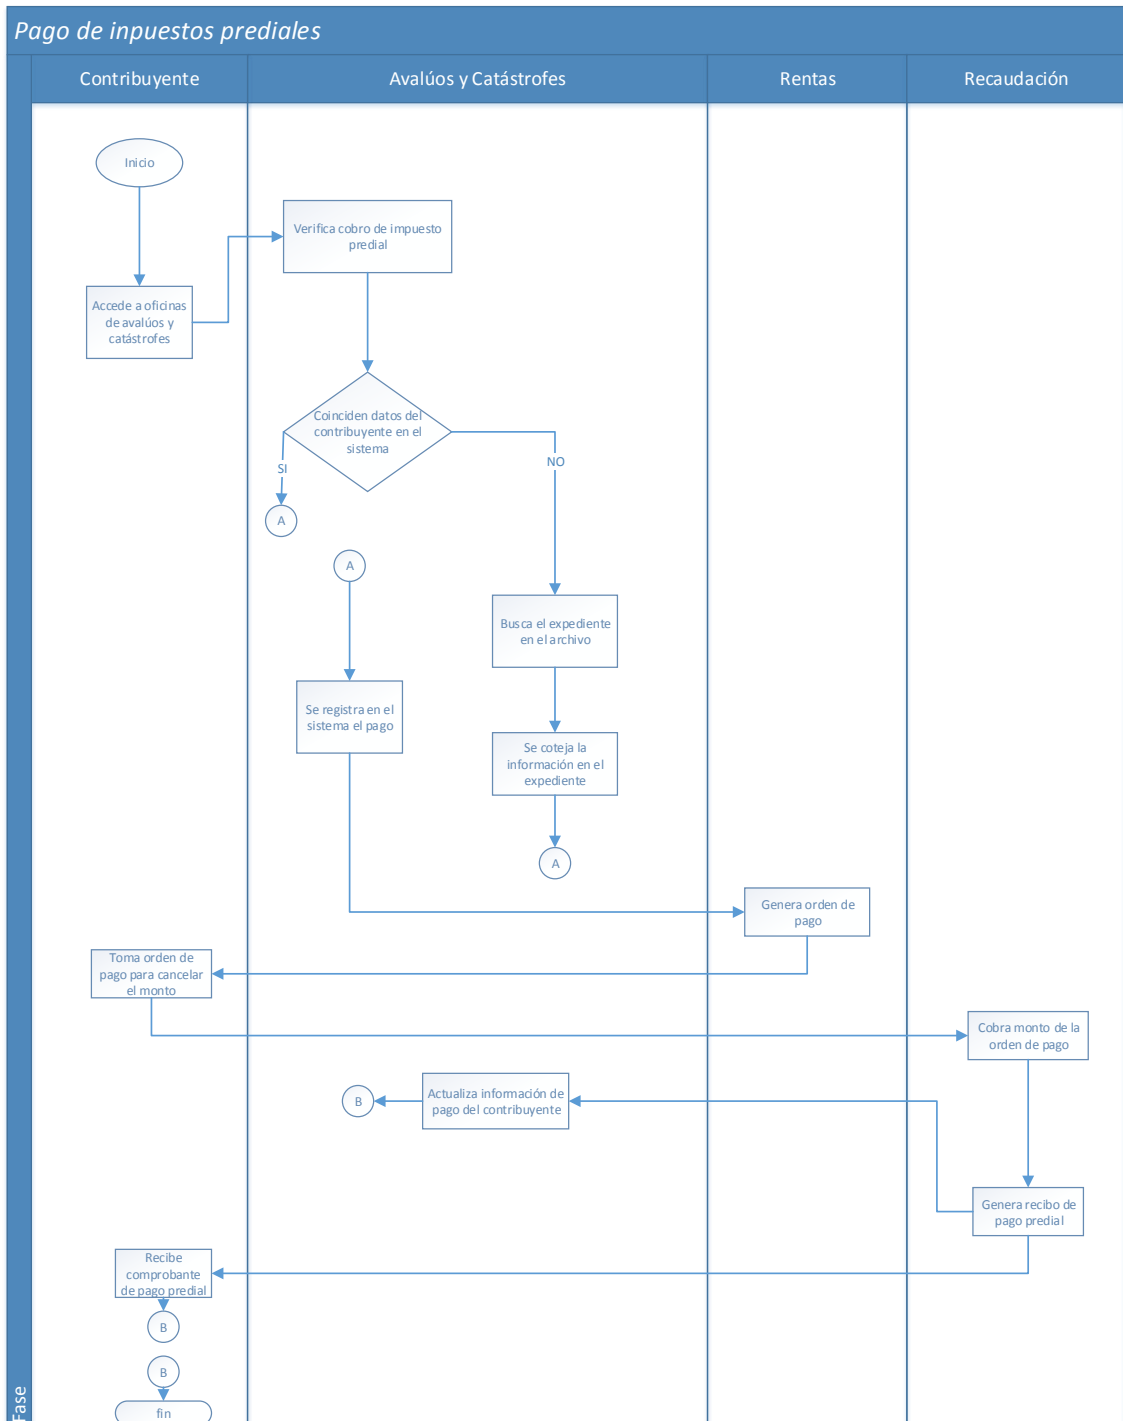 Pago de inpuestos prediales
Contribuyente
Avalúos y Catástrofes
Rentas
Recaudación
Inicio
Verifica cobro de impuesto
predial
Accede a oficinas
de avalúos y
catástrofes
Coinciden datos del
contribuyente en el
sistema
SI
NO
A
A
Busca el expediente
en el archivo
Se registra en el
sistema el pago
Se coteja la
información en el
expediente
A
Genera orden de
pago
Toma orden de
pago para cancelar
el monto
Cobra monto de la
orden de pago
Actualiza información de
pago del contribuyente
B
Genera recibo de
pago predial
Recibe
comprobante
de pago predial
B
B
fin
Fase